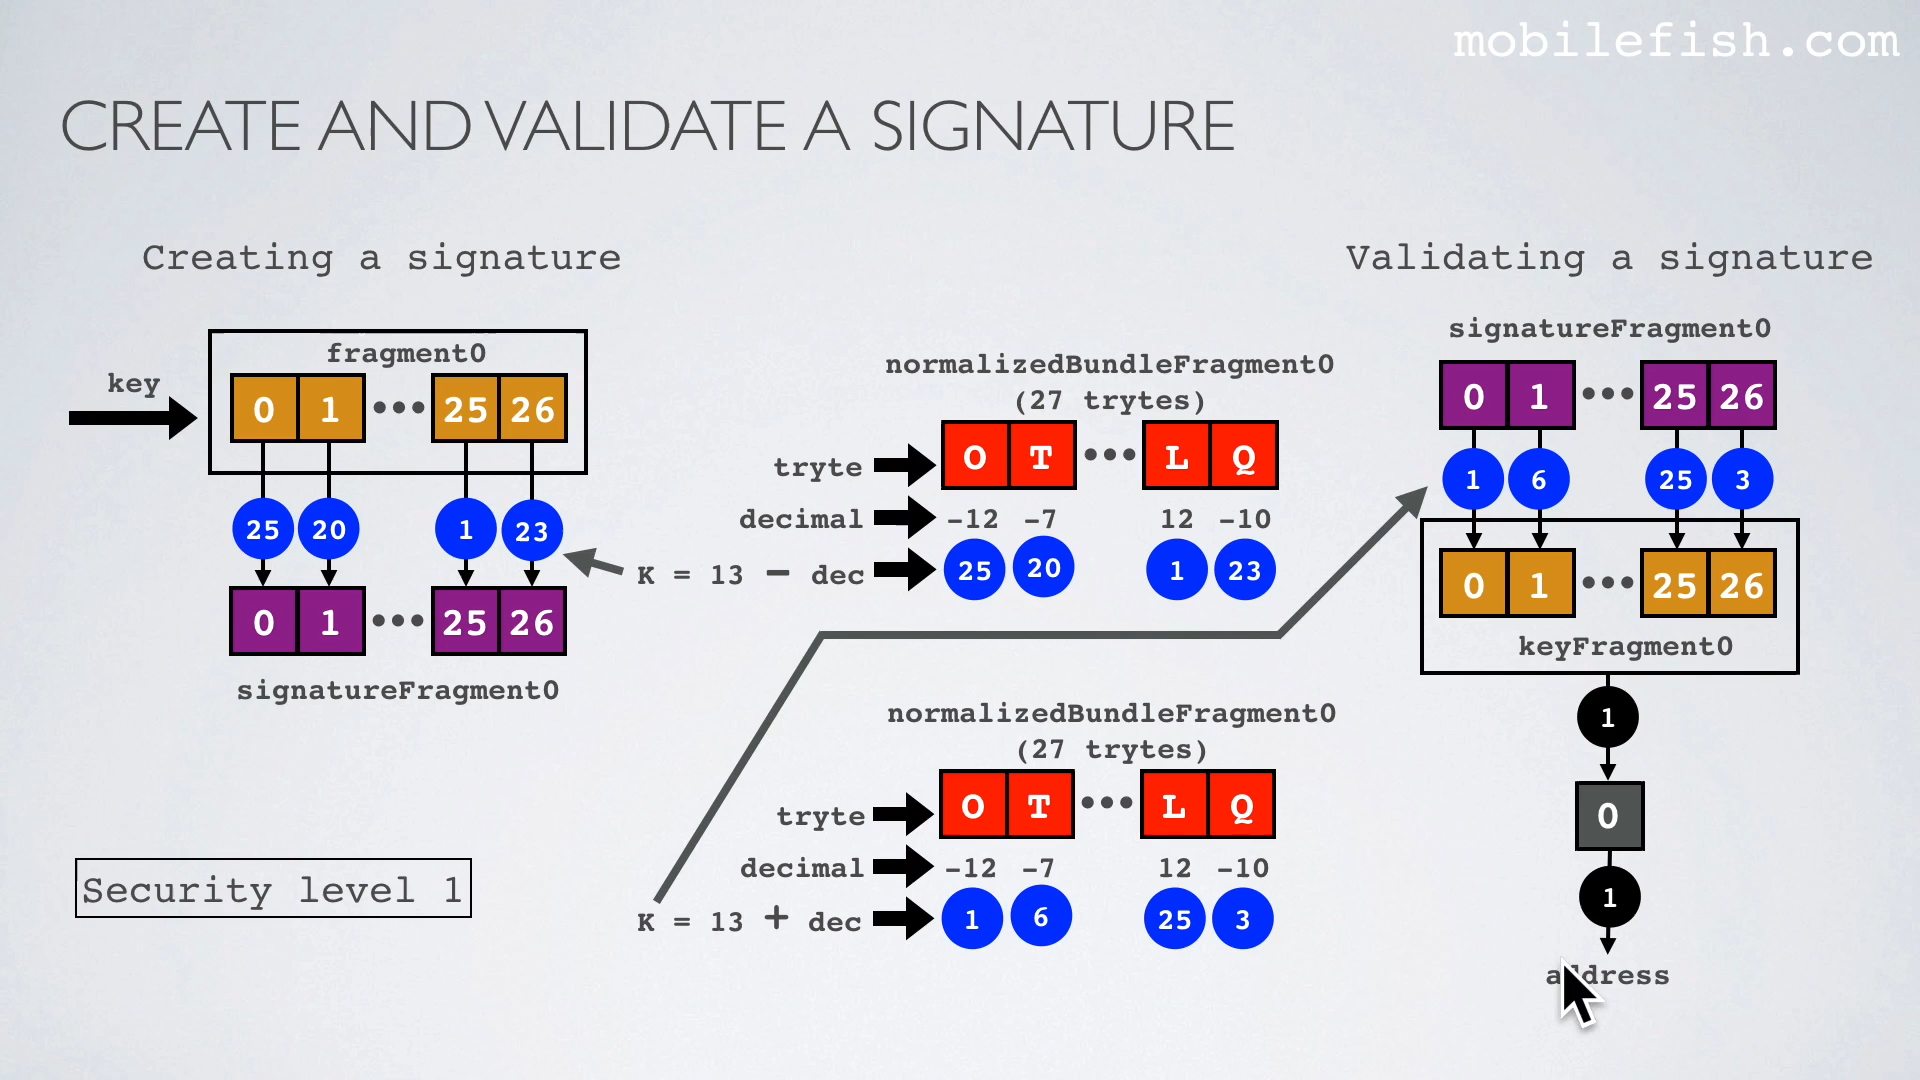 mobilefish.com
CREATE AND VALIDATE A SIGNATURE
Creating a signature
key
fragment0
0 1 ••• 25 26
25 20 1 23
0 1 ••• 25 26
signatureFragment0
Security level 1
normalizedBundleFragment0
(27 trytes)
tryte O T ••• L Q
decimal -12 -7 12 -10
K = 13 - dec 25 20 1 23
normalizedBundleFragment0
(27 trytes)
tryte O T ••• L Q
decimal -12 -7 12 -10
K = 13 + dec 1 6 25 3
Validating a signature
signatureFragment0
0 1 ••• 25 26
1 6 25 3
0 1 ••• 25 26
keyFragment0
1
0
1
address